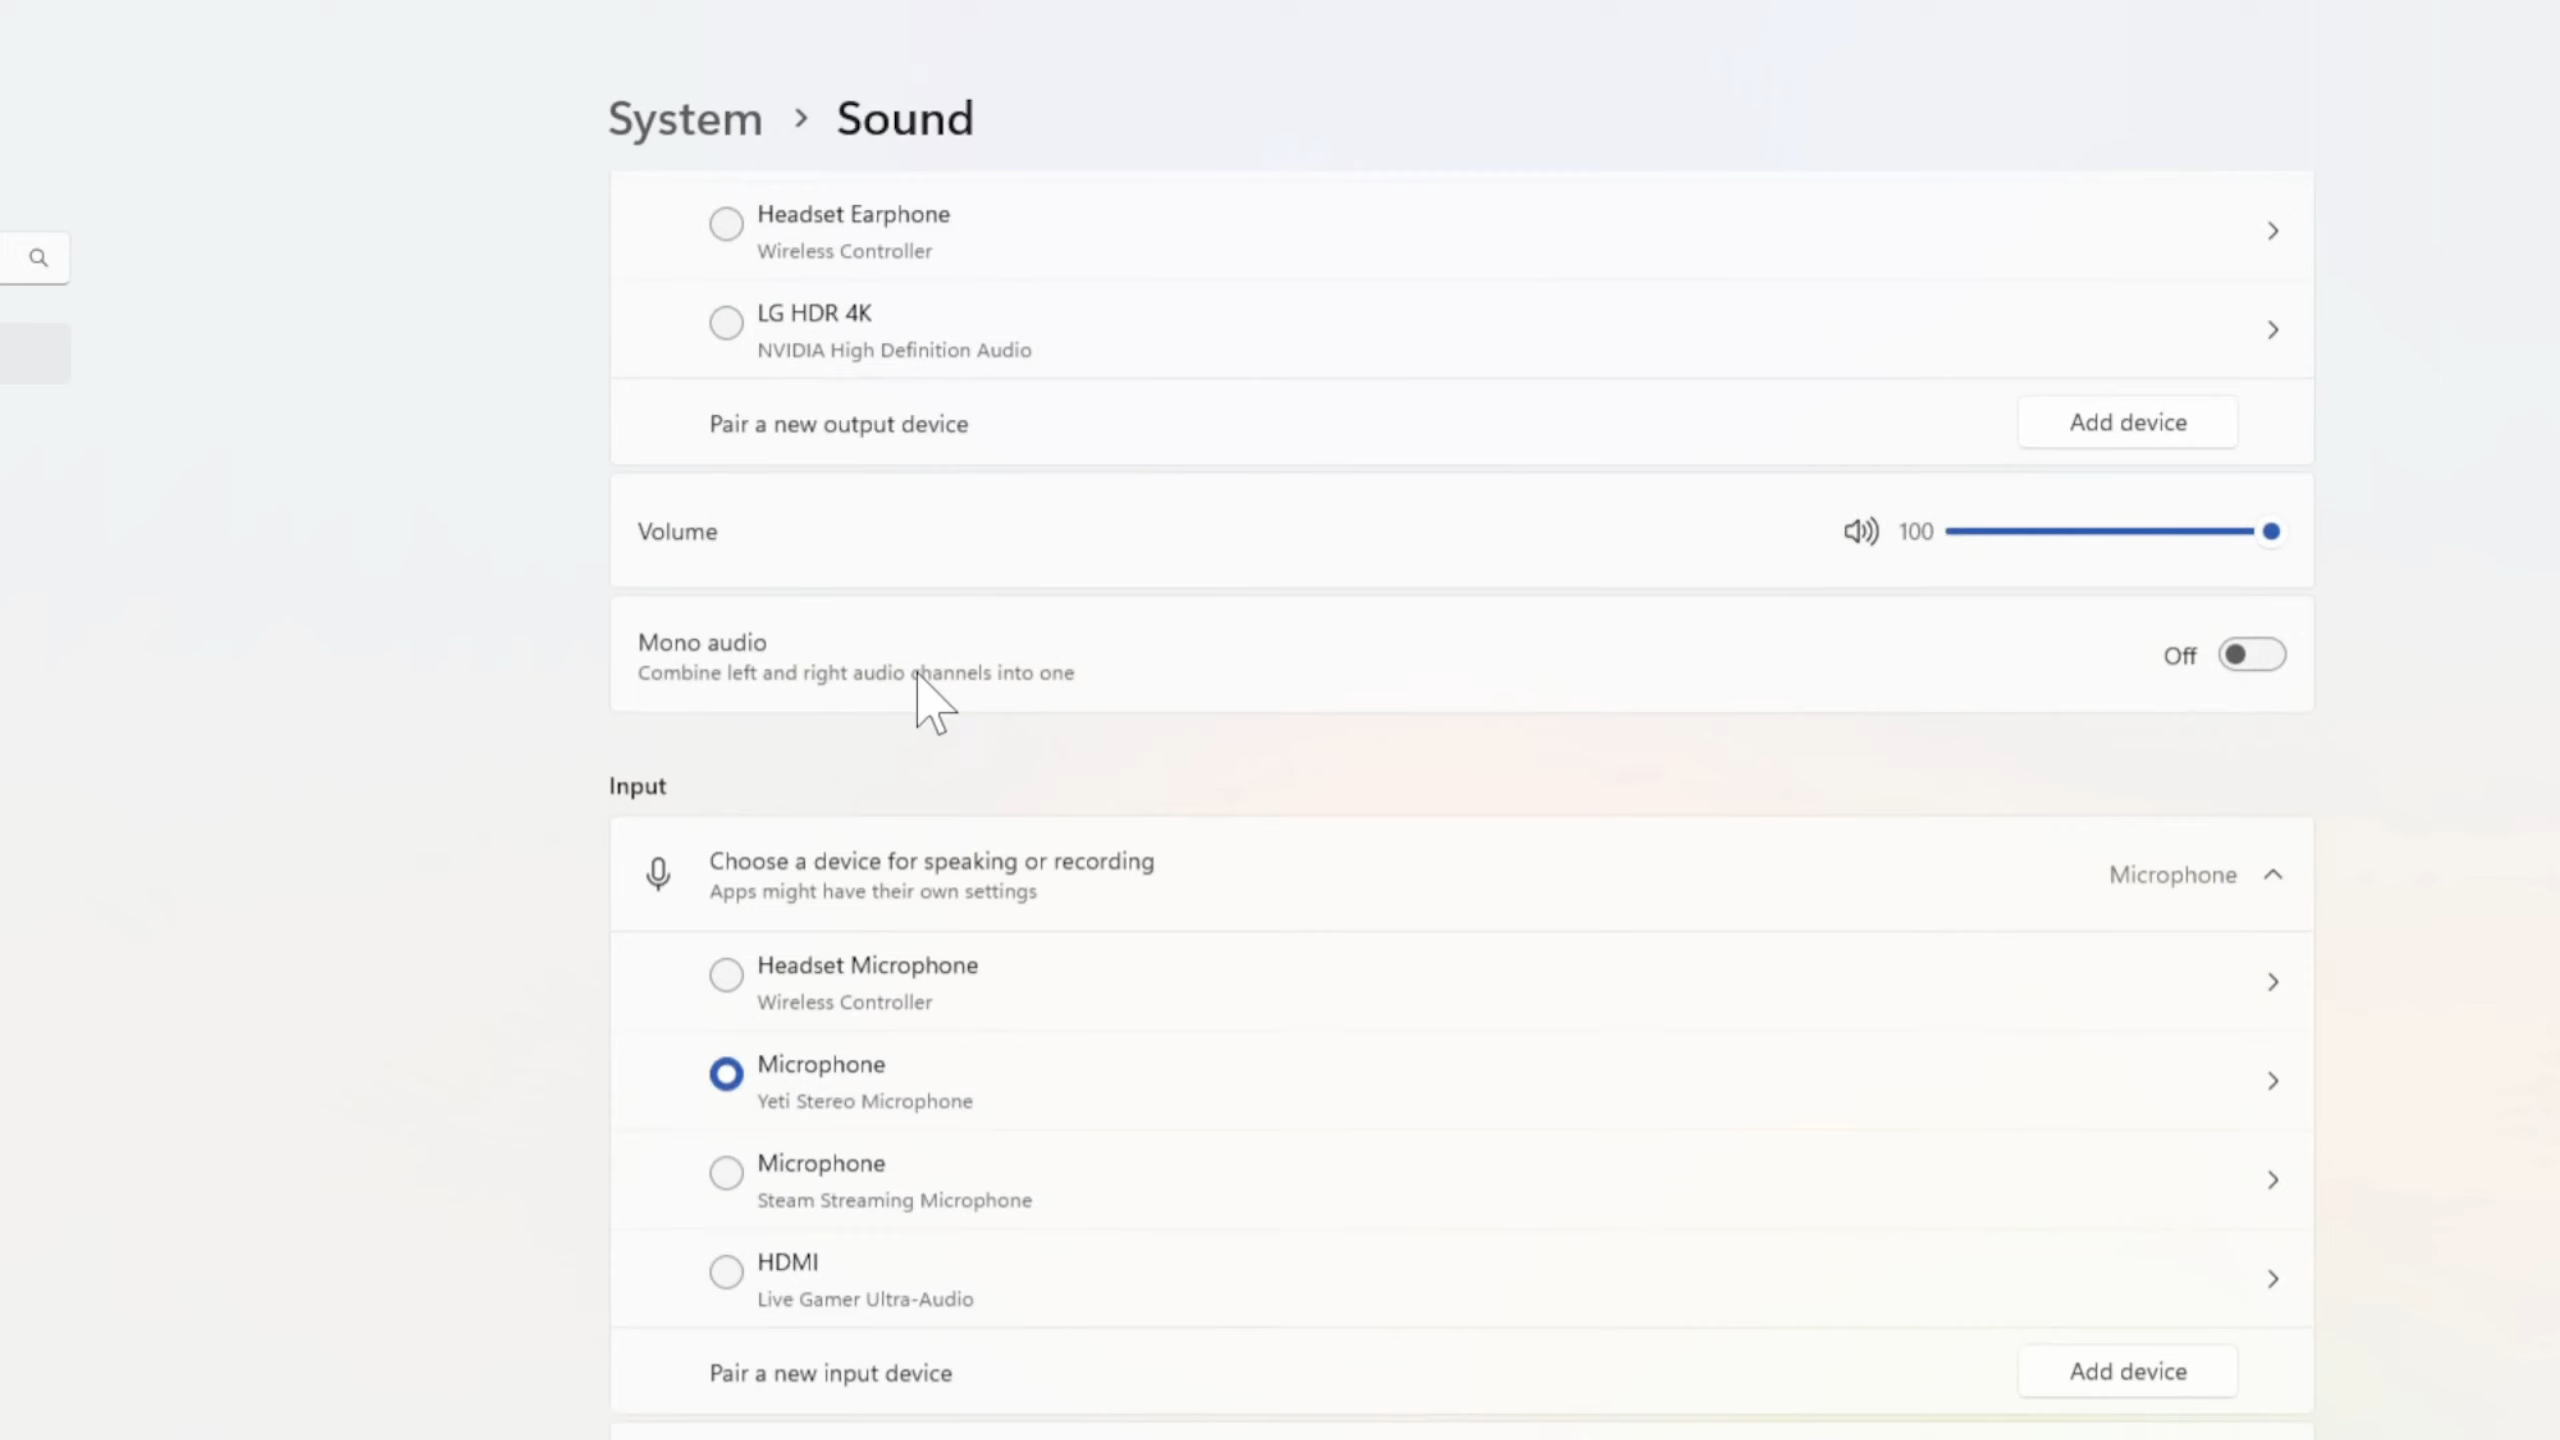 System > Sound
Headset Earphone
Wireless Controller
LG HDR 4K
NVIDIA High Definition Audio
Pair a new output device
Add device
Volume
100
Mono audio
Combine left and right audio channels into one
Off
Input
Choose a device for speaking or recording
Apps might have their own settings
Microphone
Headset Microphone
Wireless Controller
Microphone
Yeti Stereo Microphone
Microphone
Steam Streaming Microphone
HDMI
Live Gamer Ultra-Audio
Pair a new input device
Add device